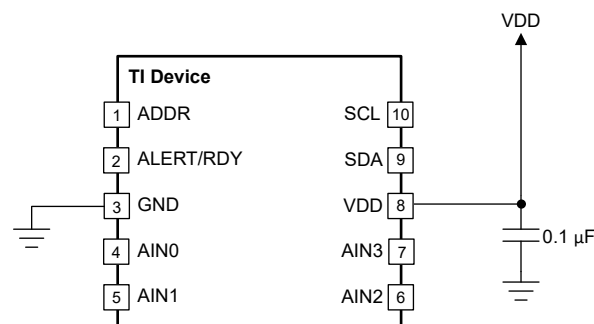 VDD
TI Device
1 ADDR SCL 10
2 ALERT/RDY SDA 9
3 GND VDD 8
0.1 µF
4 AIN0 AIN3 7
5 AIN1 AIN2 6